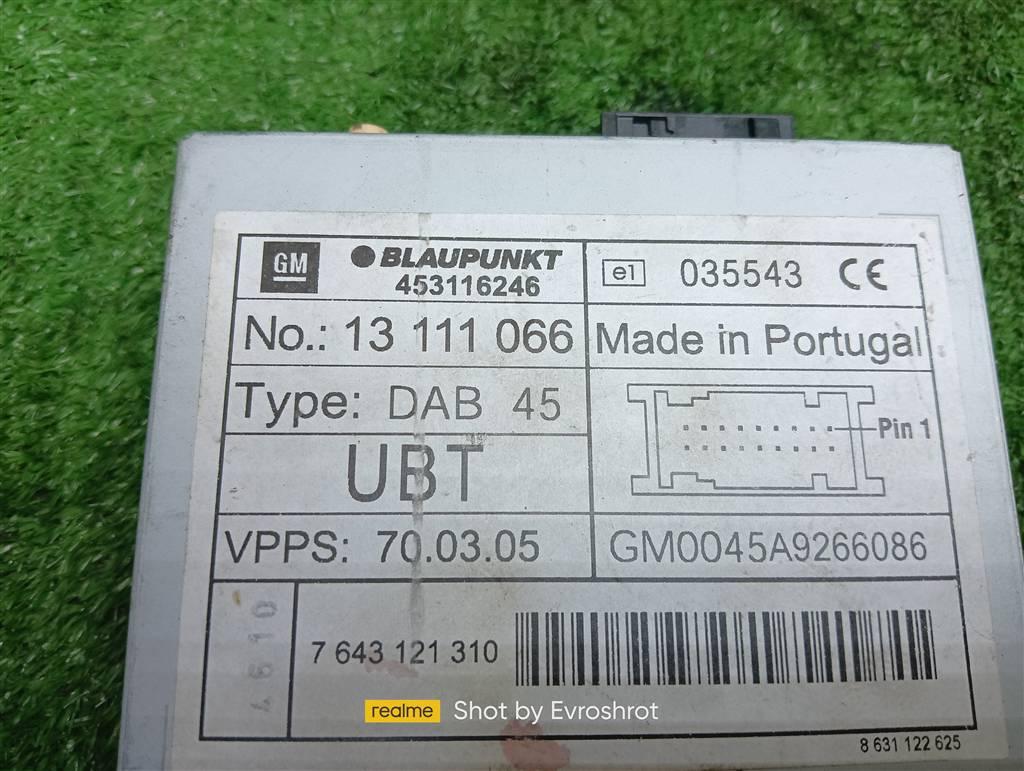 GM
BLAUPUNKT
453116246
e1 035543 CE
No.: 13 111 066
Made in Portugal
Type: DAB 45
Pin 1
UBT
VPPS: 70.03.05
GM0045A9266086
7 643 121 310
realme Shot by Evroshrot
8 631 122 625